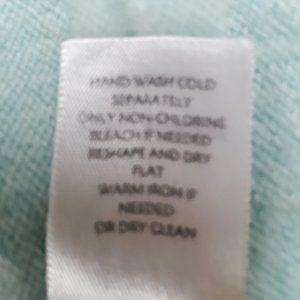 HAND WASH COLD
SEPARATELY
ONLY NON-CHLORINE
BLEACH IF NEEDED
RESHAPE AND DRY
FLAT
WARM IRON IF
NEEDED
OR DRY CLEAN